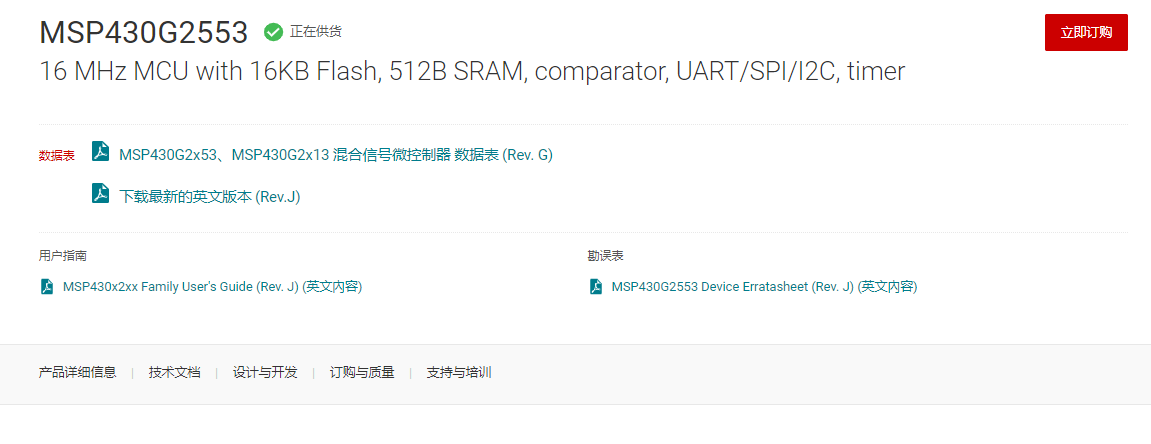 MSP430G2553 正在供货
立即订购
16 MHz MCU with 16KB Flash, 512B SRAM, comparator, UART/SPI/I2C, timer
数据表 MSP430G2x53、MSP430G2x13 混合信号微控制器 数据表 (Rev. G)
下载最新的英文版本 (Rev.J)
用户指南
MSP430x2xx Family User's Guide (Rev. J) (英文内容)
勘误表
MSP430G2553 Device Erratasheet (Rev. J) (英文内容)
产品详细信息 | 技术文档 | 设计与开发 | 订购与质量 | 支持与培训